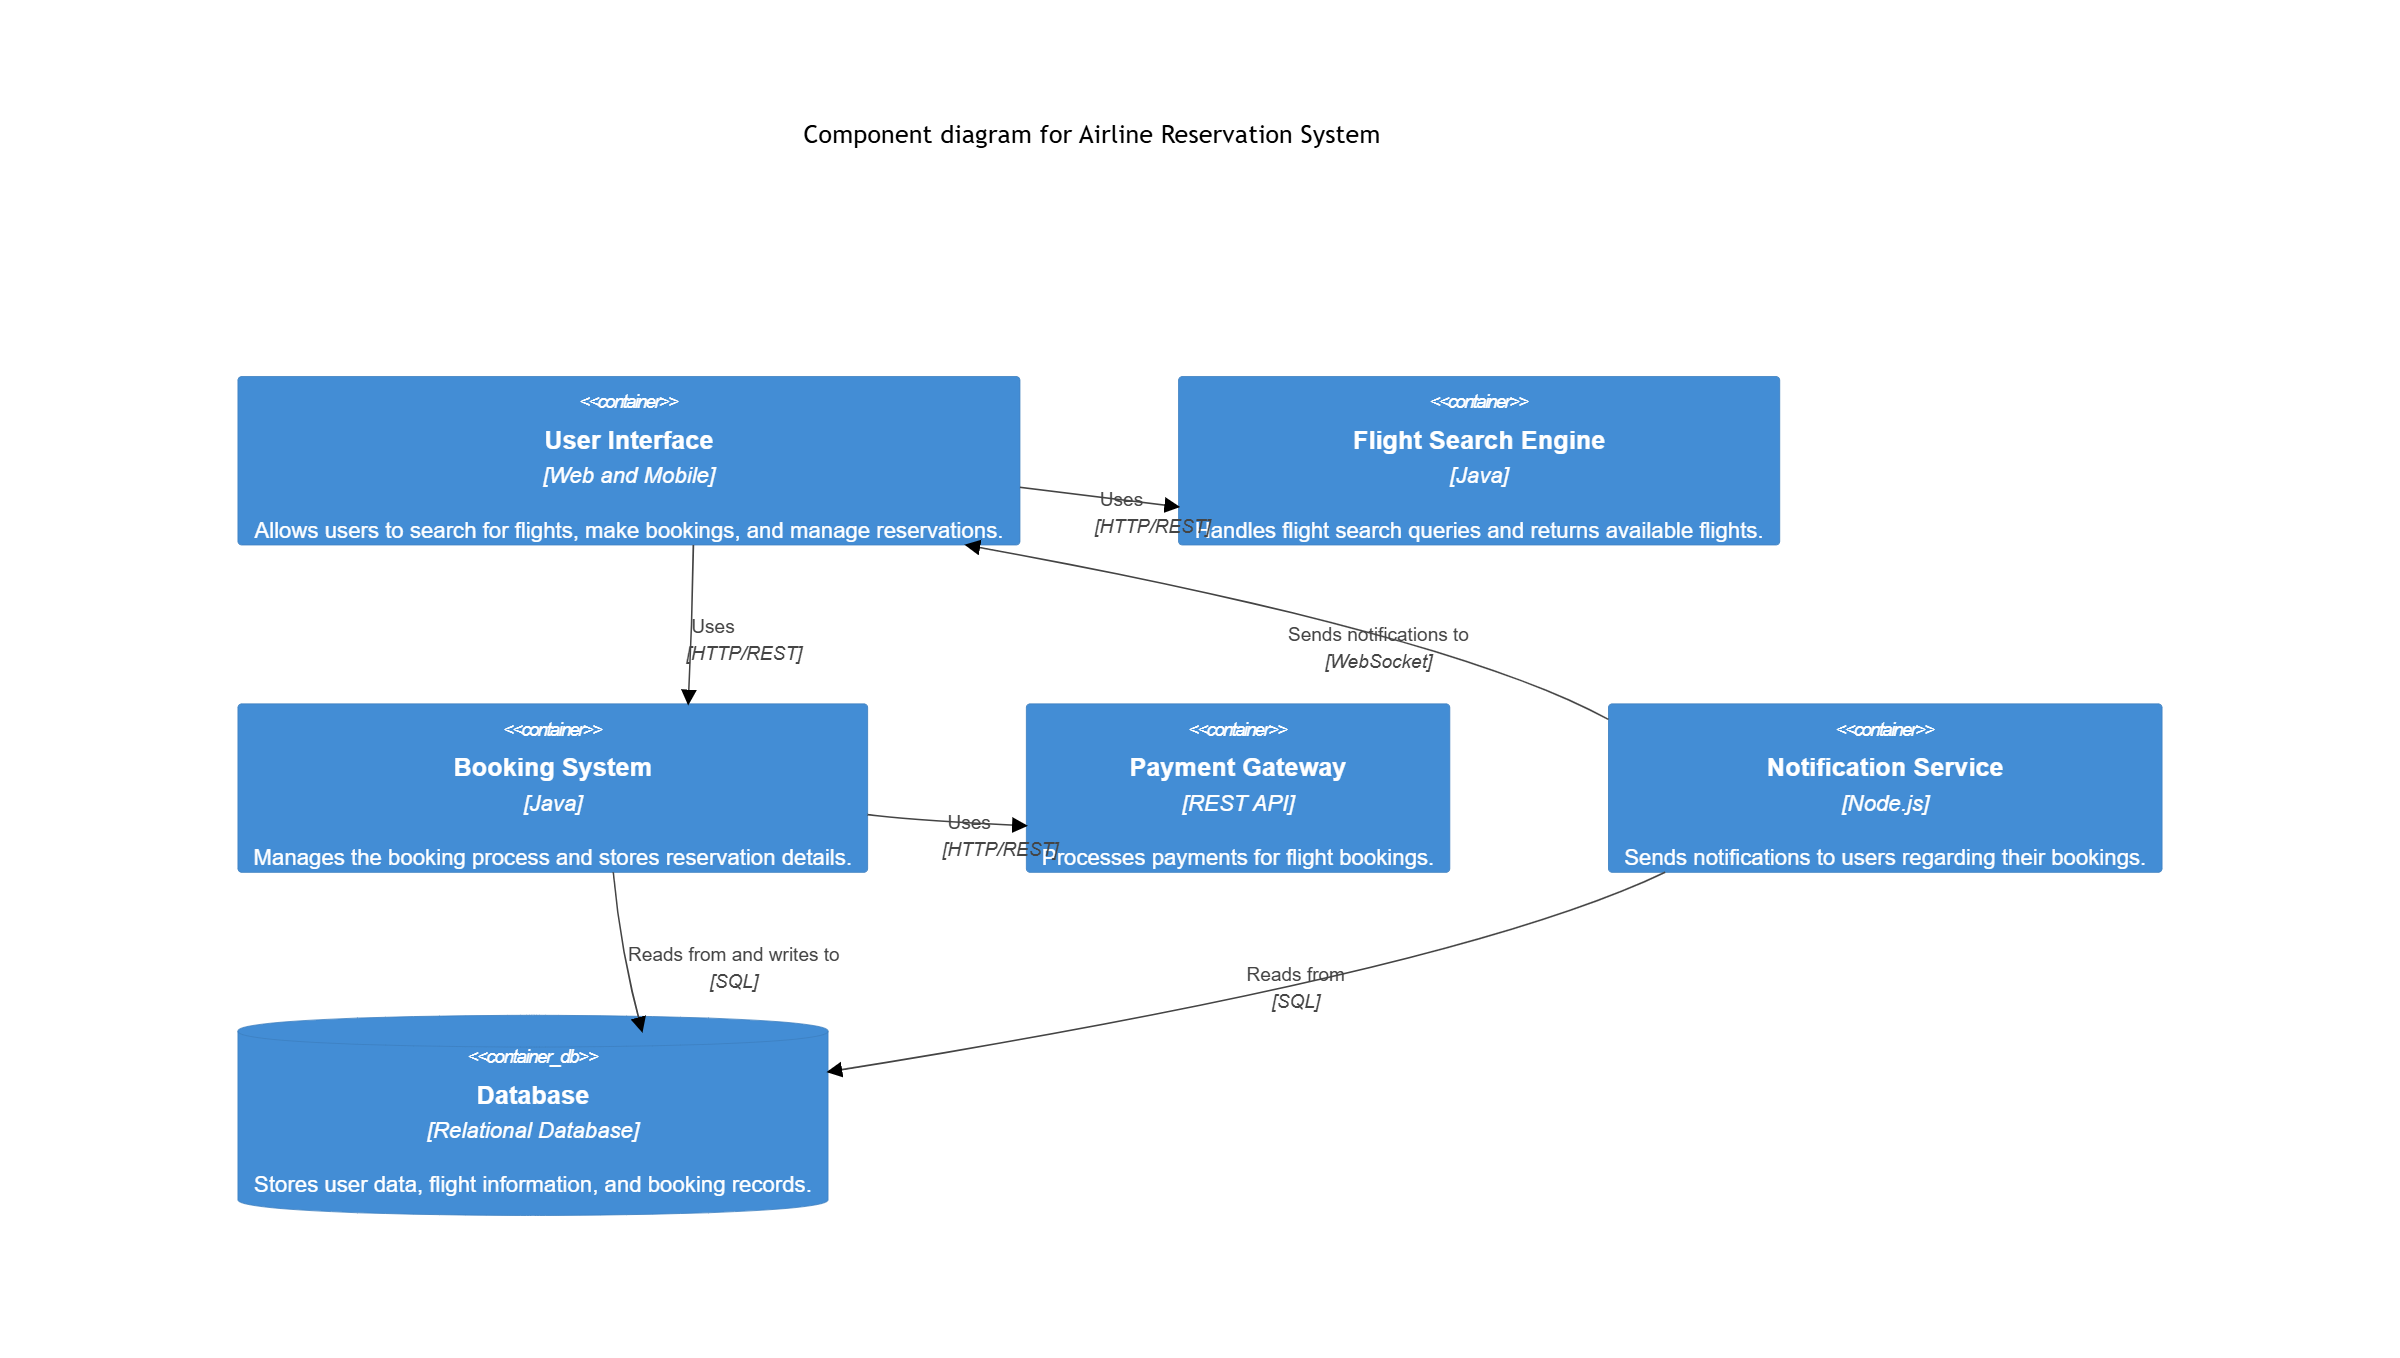 Component diagram for Airline Reservation System
<<container>>
User Interface
[Web and Mobile]
Allows users to search for flights, make bookings, and manage reservations.
<<container>>
Flight Search Engine
[Java]
Handles flight search queries and returns available flights.
Uses
[HTTP/REST]
Uses
[HTTP/REST]
Sends notifications to
[WebSocket]
<<container>>
Booking System
[Java]
Manages the booking process and stores reservation details.
Uses
[HTTP/REST]
<<container>>
Payment Gateway
[REST API]
Processes payments for flight bookings.
<<container>>
Notification Service
[Node.js]
Sends notifications to users regarding their bookings.
Reads from and writes to
[SQL]
Reads from
[SQL]
<<container_db>>
Database
[Relational Database]
Stores user data, flight information, and booking records.